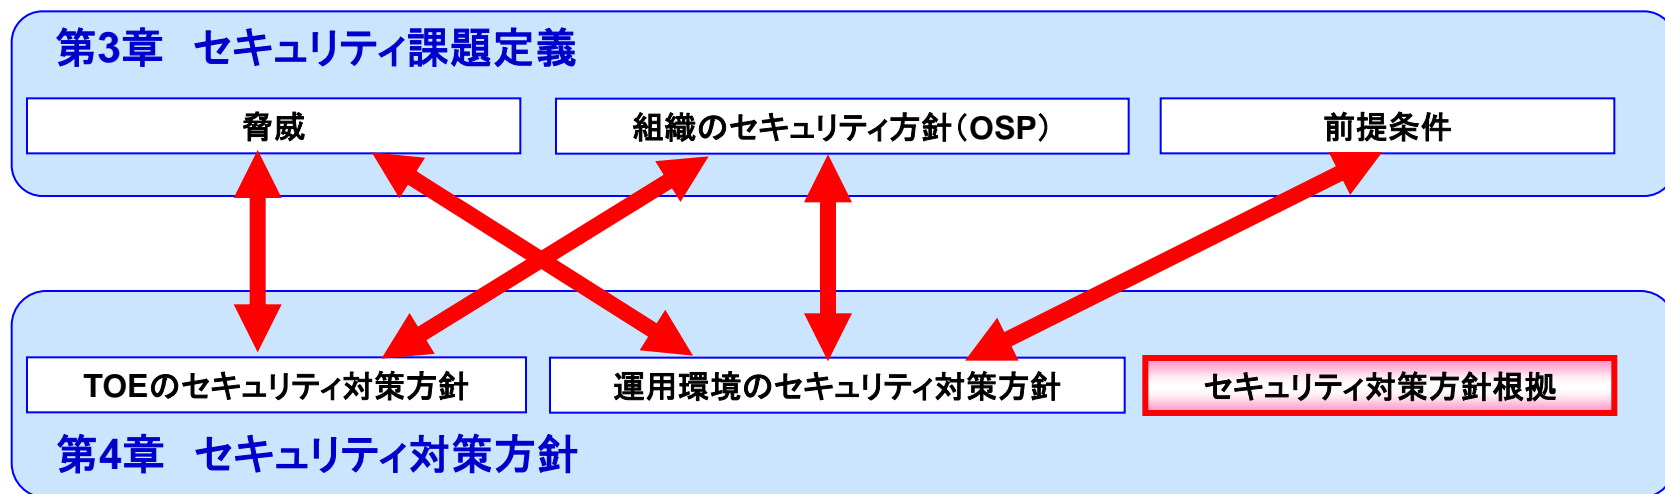 第3章 セキュリティ課題定義
脅威
組織のセキュリティ方針（OSP）
前提条件
TOEのセキュリティ対策方針
運用環境のセキュリティ対策方針
セキュリティ対策方針根拠
第4章 セキュリティ対策方針